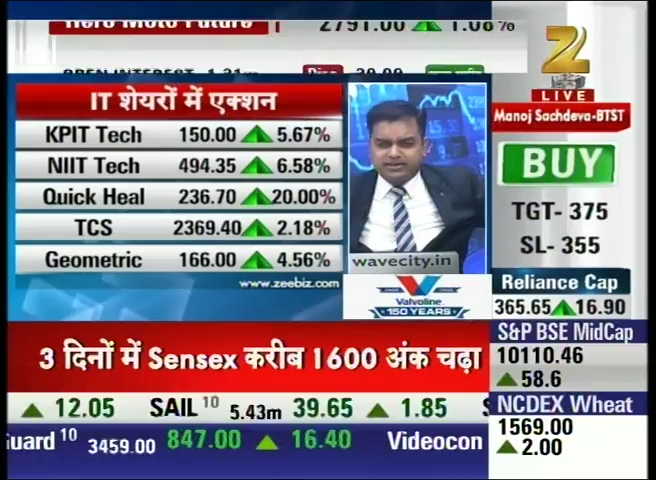 Hero Moto Future 2791.00 1.08%
OPEN INTEREST 1.21
Z
LIVE
Manoj Sachdeva-BTST
BUY
TGT- 375
SL- 355
IT शेयरों में एक्शन
KPIT Tech 150.00 5.67%
NIIT Tech 494.35 6.58%
Quick Heal 236.70 20.00%
TCS 2369.40 2.18%
Geometric 166.00 4.56%
www.zeebiz.com
wavecity.in
Valvoline
150 YEARS
Reliance Cap
365.65 16.90
S&P BSE MidCap
10110.46
58.6
NCDEX Wheat
1569.00
2.00
3 दिनों में Sensex करीब 1600 अंक चढ़ा
12.05 SAIL 10 5.43m 39.65 1.85
uard 10 3459.00 847.00 16.40 Videocon